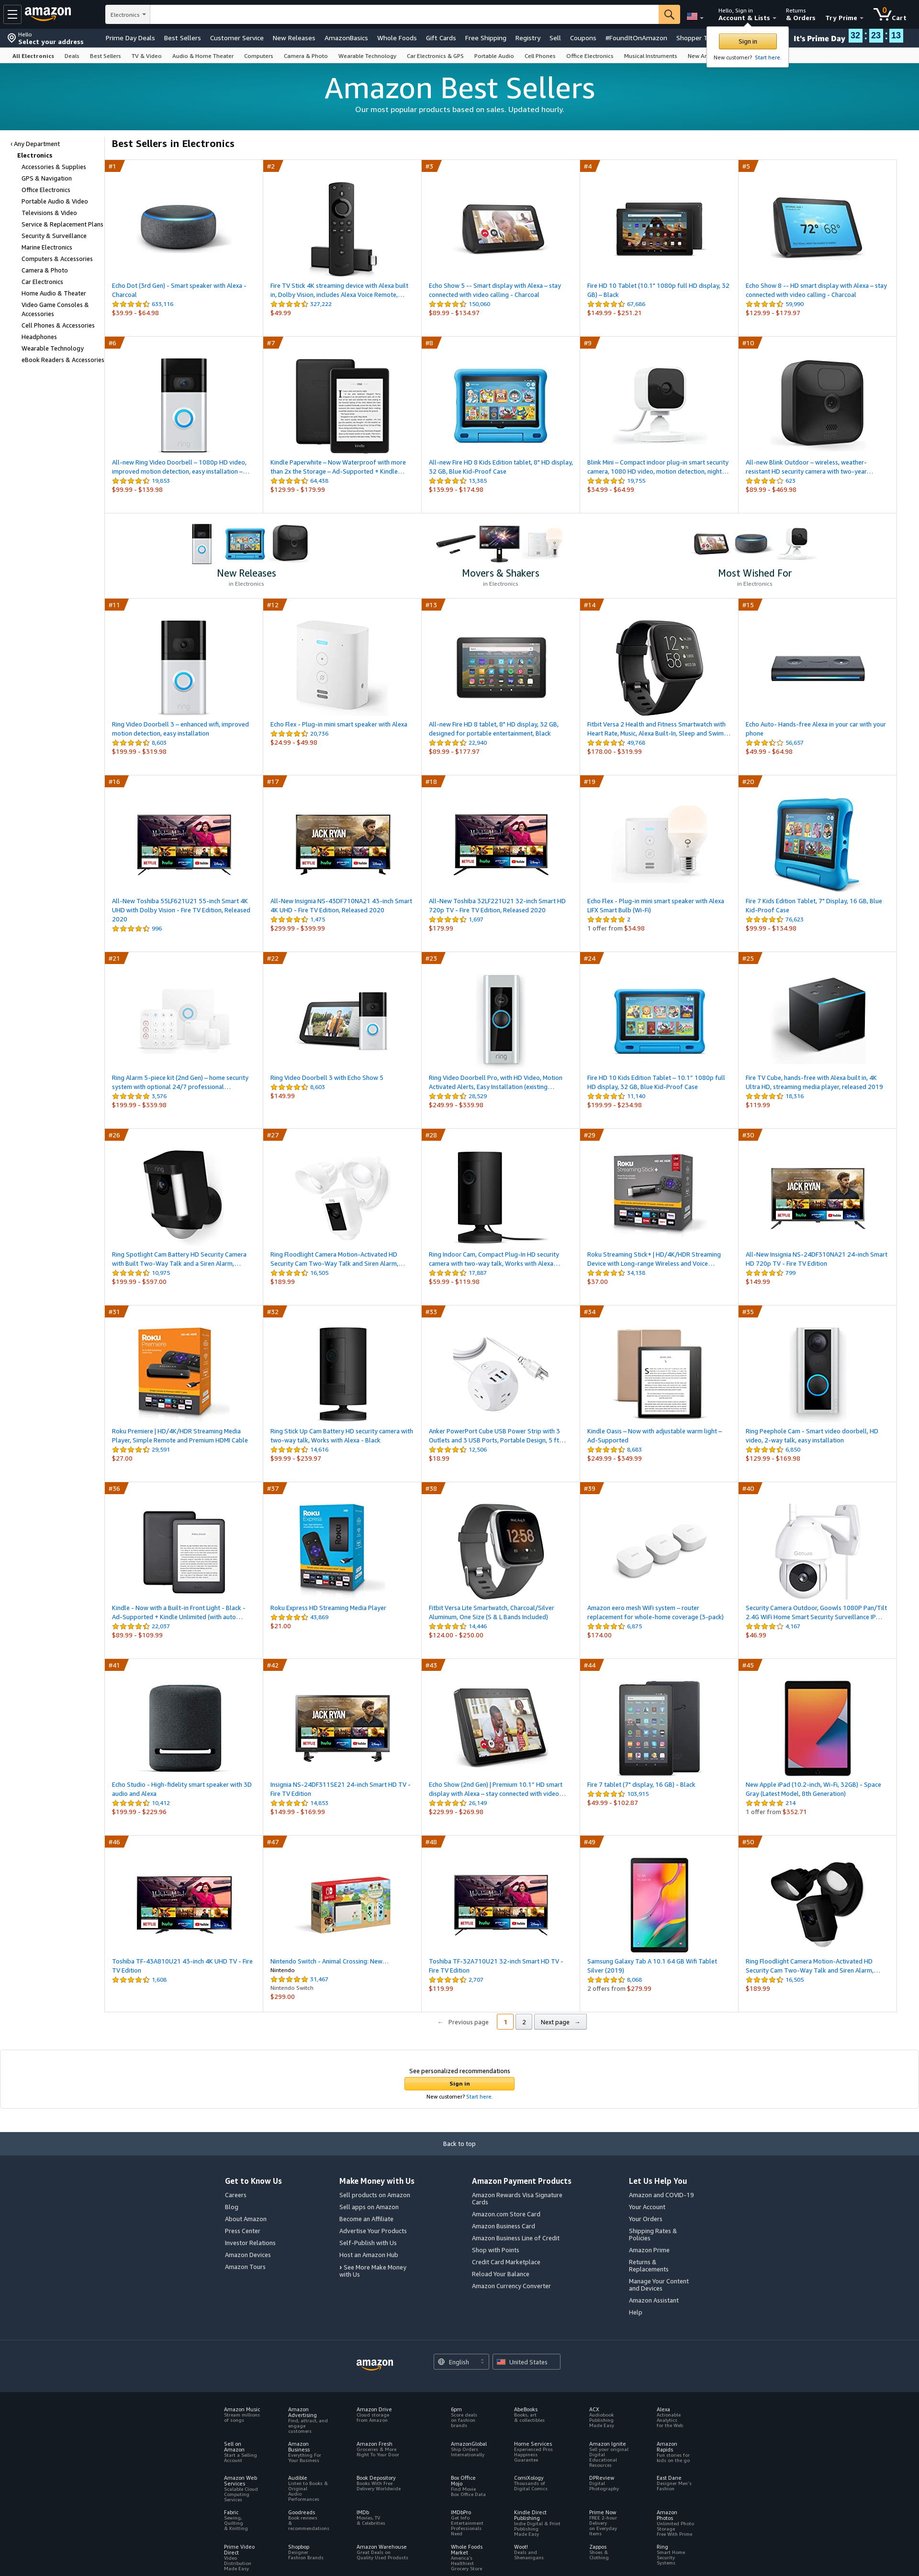 amazon
Electronics
Hello, Sign in
Account & Lists
Returns
& Orders
Try Prime
0
Cart
Hello
Select your address
Prime Day Deals
Best Sellers
Customer Service
New Releases
AmazonBasics
Whole Foods
Gift Cards
Free Shipping
Registry
Sell
Coupons
#FoundItOnAmazon
Shopper T
It's Prime Day
32 : 23 : 13
Sign in
New customer? Start here.
All Electronics
Deals
Best Sellers
TV & Video
Audio & Home Theater
Computers
Camera & Photo
Wearable Technology
Car Electronics & GPS
Portable Audio
Cell Phones
Office Electronics
Musical Instruments
New Ar
Amazon Best Sellers
Our most popular products based on sales. Updated hourly.
‹ Any Department
Electronics
Accessories & Supplies
GPS & Navigation
Office Electronics
Portable Audio & Video
Televisions & Video
Service & Replacement Plans
Security & Surveillance
Marine Electronics
Computers & Accessories
Camera & Photo
Car Electronics
Home Audio & Theater
Video Game Consoles &
Accessories
Cell Phones & Accessories
Headphones
Wearable Technology
eBook Readers & Accessories
Best Sellers in Electronics
#1
Echo Dot (3rd Gen) - Smart speaker with Alexa -
Charcoal
633,116
$39.99 - $64.98
#2
Fire TV Stick 4K streaming device with Alexa built
in, Dolby Vision, includes Alexa Voice Remote,…
327,222
$49.99
#3
Echo Show 5 -- Smart display with Alexa – stay
connected with video calling - Charcoal
150,060
$89.99 - $134.97
#4
Fire HD 10 Tablet (10.1" 1080p full HD display, 32
GB) – Black
67,686
$149.99 - $251.21
#5
Echo Show 8 -- HD smart display with Alexa – stay
connected with video calling - Charcoal
59,990
$129.99 - $179.97
#6
All-new Ring Video Doorbell – 1080p HD video,
improved motion detection, easy installation –…
19,853
$99.99 - $139.98
#7
Kindle Paperwhite – Now Waterproof with more
than 2x the Storage – Ad-Supported + Kindle…
64,438
$129.99 - $179.99
#8
All-new Fire HD 8 Kids Edition tablet, 8" HD display,
32 GB, Blue Kid-Proof Case
13,385
$139.99 - $174.98
#9
Blink Mini – Compact indoor plug-in smart security
camera, 1080 HD video, motion detection, night…
19,755
$34.99 - $64.99
#10
All-new Blink Outdoor – wireless, weather-
resistant HD security camera with two-year…
623
$89.99 - $469.98
New Releases
in Electronics
Movers & Shakers
in Electronics
Most Wished For
in Electronics
#11
Ring Video Doorbell 3 – enhanced wifi, improved
motion detection, easy installation
8,603
$199.99 - $319.98
#12
Echo Flex - Plug-in mini smart speaker with Alexa
20,736
$24.99 - $49.98
#13
All-new Fire HD 8 tablet, 8" HD display, 32 GB,
designed for portable entertainment, Black
22,940
$89.99 - $177.97
#14
Fitbit Versa 2 Health and Fitness Smartwatch with
Heart Rate, Music, Alexa Built-In, Sleep and Swim…
49,768
$178.00 - $319.99
#15
Echo Auto- Hands-free Alexa in your car with your
phone
56,657
$49.99 - $64.98
#16
All-New Toshiba 55LF621U21 55-inch Smart 4K
UHD with Dolby Vision - Fire TV Edition, Released
2020
996
#17
All-New Insignia NS-43DF710NA21 43-inch Smart
4K UHD - Fire TV Edition, Released 2020
1,475
$299.99 - $399.99
#18
All-New Toshiba 32LF221U21 32-inch Smart HD
720p TV - Fire TV Edition, Released 2020
1,697
$179.99
#19
Echo Flex - Plug-in mini smart speaker with Alexa
LIFX Smart Bulb (Wi-Fi)
2
1 offer from $34.98
#20
Fire 7 Kids Edition Tablet, 7" Display, 16 GB, Blue
Kid-Proof Case
76,623
$99.99 - $134.98
#21
Ring Alarm 5-piece kit (2nd Gen) – home security
system with optional 24/7 professional…
3,576
$199.99 - $339.98
#22
Ring Video Doorbell 3 with Echo Show 5
8,603
$149.99
#23
Ring Video Doorbell Pro, with HD Video, Motion
Activated Alerts, Easy Installation (existing…
28,529
$249.99 - $339.98
#24
Fire HD 10 Kids Edition Tablet – 10.1" 1080p full
HD display, 32 GB, Blue Kid-Proof Case
11,140
$199.99 - $234.98
#25
Fire TV Cube, hands-free with Alexa built in, 4K
Ultra HD, streaming media player, released 2019
18,316
$119.99
#26
Ring Spotlight Cam Battery HD Security Camera
with Built Two-Way Talk and a Siren Alarm,…
10,975
$199.99 - $597.00
#27
Ring Floodlight Camera Motion-Activated HD
Security Cam Two-Way Talk and Siren Alarm,…
16,505
$189.99
#28
Ring Indoor Cam, Compact Plug-In HD security
camera with two-way talk, Works with Alexa…
17,887
$59.99 - $119.98
#29
Roku Streaming Stick+ | HD/4K/HDR Streaming
Device with Long-range Wireless and Voice…
34,138
$37.00
#30
All-New Insignia NS-24DF310NA21 24-inch Smart
HD 720p TV - Fire TV Edition
799
$149.99
#31
Roku Premiere | HD/4K/HDR Streaming Media
Player, Simple Remote and Premium HDMI Cable
29,591
$27.00
#32
Ring Stick Up Cam Battery HD security camera with
two-way talk, Works with Alexa - Black
14,616
$99.99 - $239.97
#33
Anker PowerPort Cube USB Power Strip with 3
Outlets and 3 USB Ports, Portable Design, 5 ft…
12,506
$18.99
#34
Kindle Oasis – Now with adjustable warm light –
Ad-Supported
8,683
$249.99 - $349.99
#35
Ring Peephole Cam - Smart video doorbell, HD
video, 2-way talk, easy installation
6,850
$129.99 - $169.98
#36
Kindle - Now with a Built-in Front Light - Black -
Ad-Supported + Kindle Unlimited (with auto…
22,037
$89.99 - $109.99
#37
Roku Express HD Streaming Media Player
43,869
$21.00
#38
Fitbit Versa Lite Smartwatch, Charcoal/Silver
Aluminum, One Size (S & L Bands Included)
14,446
$124.00 - $250.00
#39
Amazon eero mesh WiFi system – router
replacement for whole-home coverage (3-pack)
6,875
$174.00
#40
Security Camera Outdoor, Goowls 1080P Pan/Tilt
2.4G WiFi Home Smart Security Surveillance IP…
4,167
$46.99
#41
Echo Studio - High-fidelity smart speaker with 3D
audio and Alexa
10,412
$199.99 - $229.96
#42
Insignia NS-24DF311SE21 24-inch Smart HD TV -
Fire TV Edition
14,853
$149.99 - $169.99
#43
Echo Show (2nd Gen) | Premium 10.1" HD smart
display with Alexa – stay connected with video…
26,149
$229.99 - $269.98
#44
Fire 7 tablet (7" display, 16 GB) - Black
103,915
$49.99 - $102.87
#45
New Apple iPad (10.2-inch, Wi-Fi, 32GB) - Space
Gray (Latest Model, 8th Generation)
214
1 offer from $352.71
#46
Toshiba TF-43A810U21 43-inch 4K UHD TV - Fire
TV Edition
1,608
#47
Nintendo Switch - Animal Crossing: New…
Nintendo
31,467
Nintendo Switch
$299.00
#48
Toshiba TF-32A710U21 32-inch Smart HD TV -
Fire TV Edition
2,707
$119.99
#49
Samsung Galaxy Tab A 10.1 64 GB Wifi Tablet
Silver (2019)
8,068
2 offers from $279.99
#50
Ring Floodlight Camera Motion-Activated HD
Security Cam Two-Way Talk and Siren Alarm,…
16,505
$189.99
← Previous page
1
2
Next page →
See personalized recommendations
Sign in
New customer? Start here.
Back to top
Get to Know Us
Careers
Blog
About Amazon
Press Center
Investor Relations
Amazon Devices
Amazon Tours
Make Money with Us
Sell products on Amazon
Sell apps on Amazon
Become an Affiliate
Advertise Your Products
Self-Publish with Us
Host an Amazon Hub
› See More Make Money
with Us
Amazon Payment Products
Amazon Rewards Visa Signature
Cards
Amazon.com Store Card
Amazon Business Card
Amazon Business Line of Credit
Shop with Points
Credit Card Marketplace
Reload Your Balance
Amazon Currency Converter
Let Us Help You
Amazon and COVID-19
Your Account
Your Orders
Shipping Rates &
Policies
Amazon Prime
Returns &
Replacements
Manage Your Content
and Devices
Amazon Assistant
Help
amazon
English
United States
Amazon Music
Stream millions
of songs
Amazon
Advertising
Find, attract, and
engage
customers
Amazon Drive
Cloud storage
from Amazon
6pm
Score deals
on fashion
brands
AbeBooks
Books, art
& collectibles
ACX
Audiobook
Publishing
Made Easy
Alexa
Actionable
Analytics
for the Web
Sell on
Amazon
Start a Selling
Account
Amazon
Business
Everything For
Your Business
Amazon Fresh
Groceries & More
Right To Your Door
AmazonGlobal
Ship Orders
Internationally
Home Services
Experienced Pros
Happiness
Guarantee
Amazon Ignite
Sell your original
Digital
Educational
Resources
Amazon
Rapids
Fun stories for
kids on the go
Amazon Web
Services
Scalable Cloud
Computing
Services
Audible
Listen to Books &
Original
Audio
Performances
Book Depository
Books With Free
Delivery Worldwide
Box Office
Mojo
Find Movie
Box Office Data
ComiXology
Thousands of
Digital Comics
DPReview
Digital
Photography
East Dane
Designer Men's
Fashion
Fabric
Sewing,
Quilting
& Knitting
Goodreads
Book reviews
&
recommendations
IMDb
Movies, TV
& Celebrities
IMDbPro
Get Info
Entertainment
Professionals
Need
Kindle Direct
Publishing
Indie Digital & Print
Publishing
Made Easy
Prime Now
FREE 2-hour
Delivery
on Everyday
Items
Amazon
Photos
Unlimited Photo
Storage
Free With Prime
Prime Video
Direct
Video
Distribution
Made Easy
Shopbop
Designer
Fashion Brands
Amazon Warehouse
Great Deals on
Quality Used Products
Whole Foods
Market
America's
Healthiest
Grocery Store
Woot!
Deals and
Shenanigans
Zappos
Shoes &
Clothing
Ring
Smart Home
Security
Systems